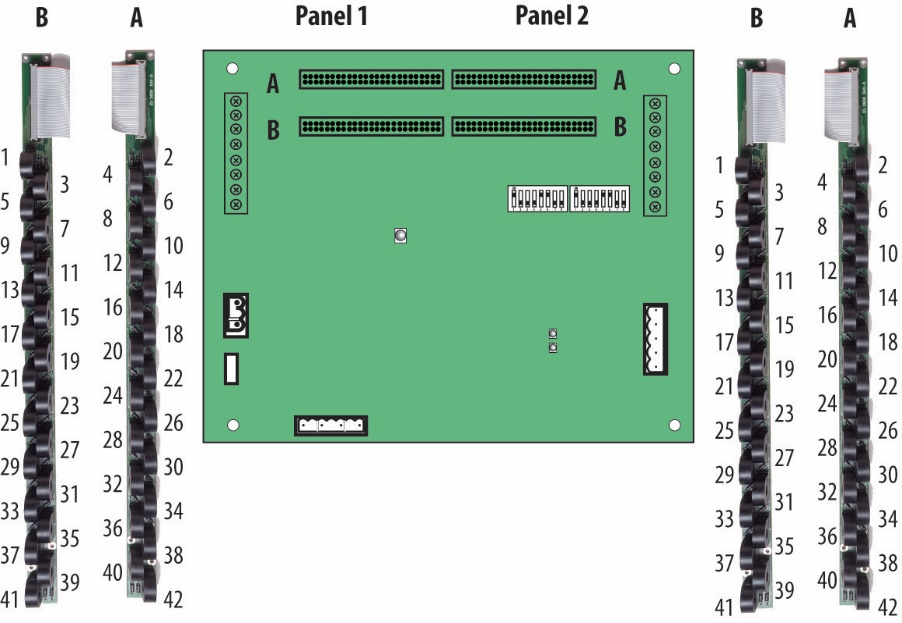 B A Panel 1 Panel 2 B A
A A
B B
1 2 1 2
4 3 4 3
5 6 5 6
8 7 8 7
9 10 9 10
12 11 12 11
13 14 13 14
16 15 16 15
17 18 17 18
20 19 20 19
21 22 21 22
24 23 24 23
25 26 25 26
28 27 28 27
29 30 29 30
32 31 32 31
33 34 33 34
36 35 36 35
37 38 37 38
40 39 40 39
41 42 41 42